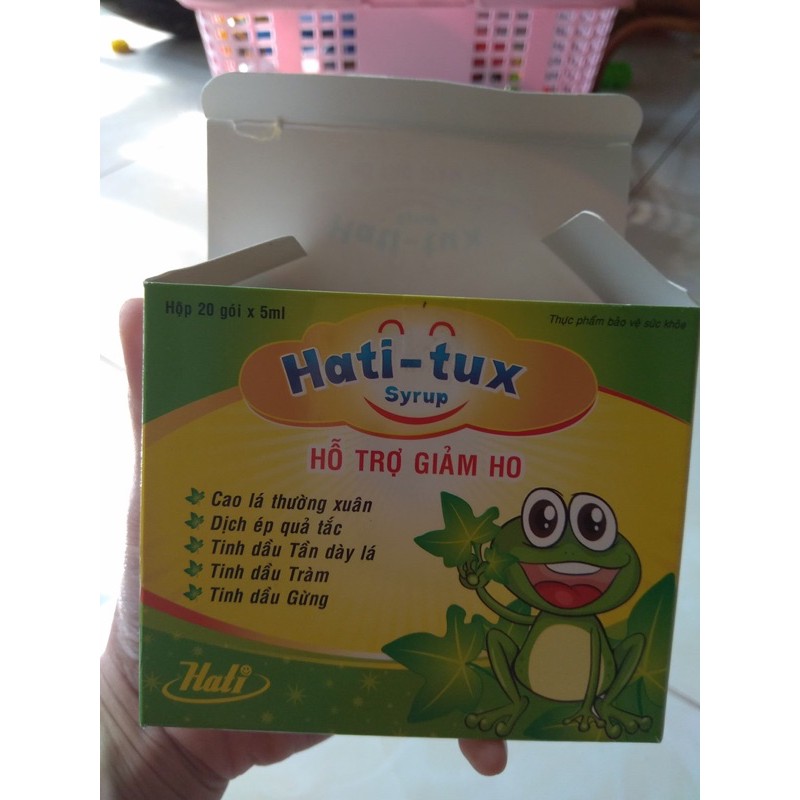 Hộp 20 gói x 5ml
Thực phẩm bảo vệ sức khỏe
Hati-tux
Syrup
HỖ TRỢ GIẢM HO
Cao lá thường xuân
Dịch ép quả tắc
Tinh dầu Tần dày lá
Tinh dầu Tràm
Tinh dầu Gừng
Hati